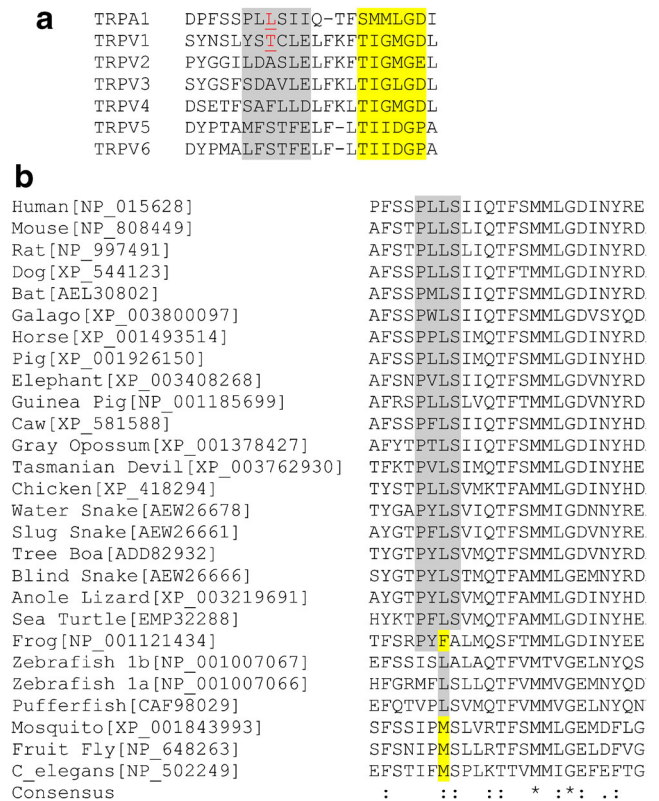 a
TRPA1 DPFSSPLLSIIQ-TFSMMLGDI
TRPV1 SYNSLYSTCLELFKFTIGMGDL
TRPV2 PYGGILDASLELFKFTIGMGEL
TRPV3 SYGSFSDAVLELFKLTIGLGDL
TRPV4 DSETFSAFLLDLFKLTIGMGDL
TRPV5 DYPTAMFSTFELF-LTIIDGPA
TRPV6 DYPMALFSTFELF-LTIIDGPA
b
Human[NP_015628] PFSSPLLSIIQTFSMMLGDINYRE
Mouse[NP_808449] AFSTPLLSLIQTFSMMLGDINYRD
Rat[NP_997491] AFSTPLLSLIQTFSMMLGDINYRD
Dog[XP_544123] AFSSPLLSIIQTFTMMLGDINYRD
Bat[AEL30802] AFSSPMLSIIQTFSMMLGDINYRD
Galago[XP_003800097] AFSSPWLSIIQTFSMMLGDVSYQD
Horse[XP_001493514] AFSSPPLSIMQTFSMMLGDINYRD
Pig[XP_001926150] AFSSPLLSIMQTFSMMLGDINYHD
Elephant[XP_003408268] AFSNPVLSIIQTFSMMLGDVNYRD
Guinea Pig[NP_001185699] AFRSPLLSLVQTFTMMLGDINYRD
Caw[XP_581588] AFSSPFLSIIQTFSMMLGDINYHD
Gray Opossum[XP_001378427] AFYTPTLSIIQTFSMMLGDINYHD
Tasmanian Devil[XP_003762930] TFKTPVLSIMQTFSMMLGDINYHE
Chicken[XP_418294] TYSTPLLSVMKTFAMMLGDINYHD
Water Snake[AEW26678] TYGAPYLSVIQTFSMMIGDNNYRE
Slug Snake[AEW26661] AYGTPFLSVIQTFSMMLGDVNYRD
Tree Boa[ADD82932] TYGTPYLSVMQTFSMMLGDVNYRD
Blind Snake[AEW26666] SYGTPYLSTMQTFAMMLGEMNYRD
Anole Lizard[XP_003219691] AYGTPYLSVMQTFAMMLGDINYHD
Sea Turtle[EMP32288] HYKTPFLSVMQTFSMMLGDINYRE
Frog[NP_001121434] TFSRPYFALMQSFTMMLGDINYEE
Zebrafish 1b[NP_001007067] EFSSISLALAQTFVMTVGELNYQS
Zebrafish 1a[NP_001007066] HFGRMFLSLLQTFVMMVGEMNYQD
Pufferfish[CAF98029] EFQTVPLSVMQTFVMMVGELNYQN
Mosquito[XP_001843993] SFSSIPMSLVRTFSMMLGEMDFLG
Fruit Fly[NP_648263] SFSNIPMSLLRTFSMMLGELDFVG
C_elegans[NP_502249] EFSTIFMSPLKTTVMMIGEFEFTG
Consensus : :: :: * :*: .: